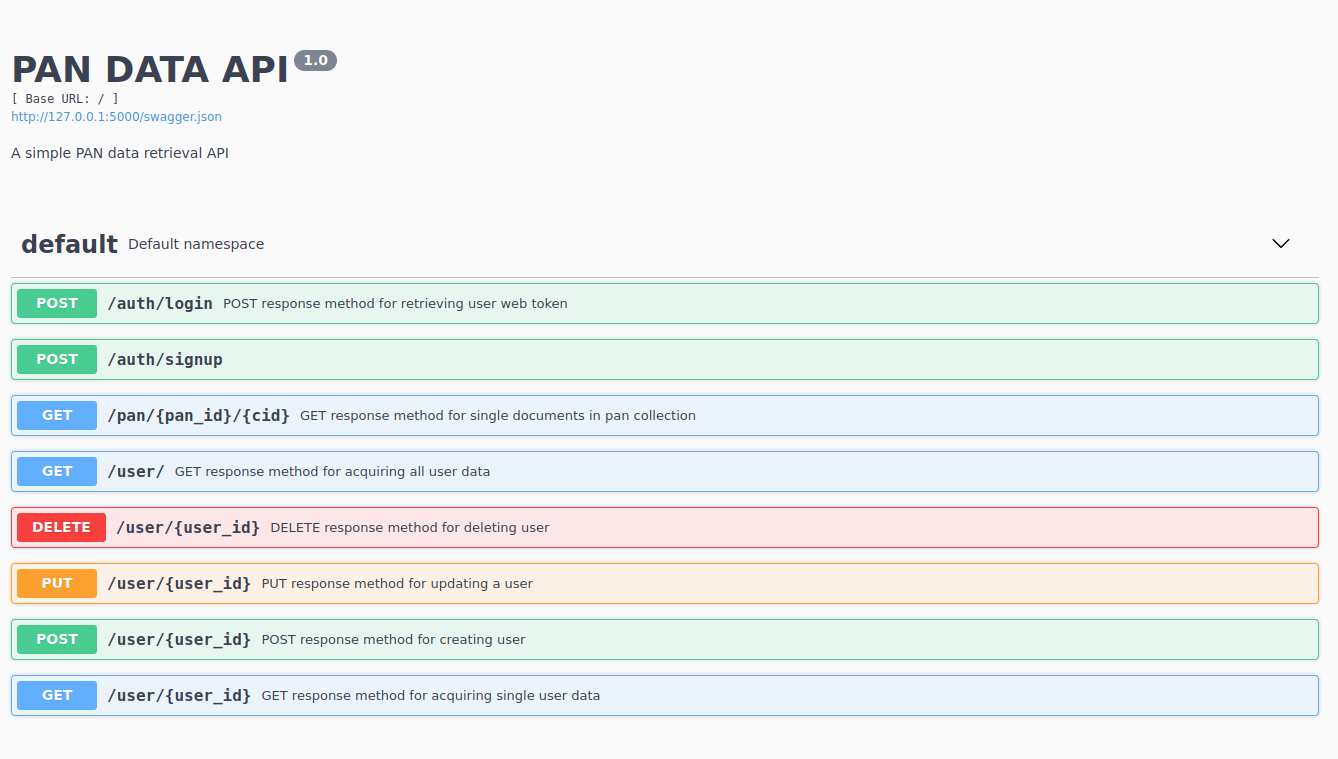 PAN DATA API 1.0
[ Base URL: / ]
http://127.0.0.1:5000/swagger.json
A simple PAN data retrieval API
default Default namespace
POST /auth/login POST response method for retrieving user web token
POST /auth/signup
GET /pan/{pan_id}/{cid} GET response method for single documents in pan collection
GET /user/ GET response method for acquiring all user data
DELETE /user/{user_id} DELETE response method for deleting user
PUT /user/{user_id} PUT response method for updating a user
POST /user/{user_id} POST response method for creating user
GET /user/{user_id} GET response method for acquiring single user data